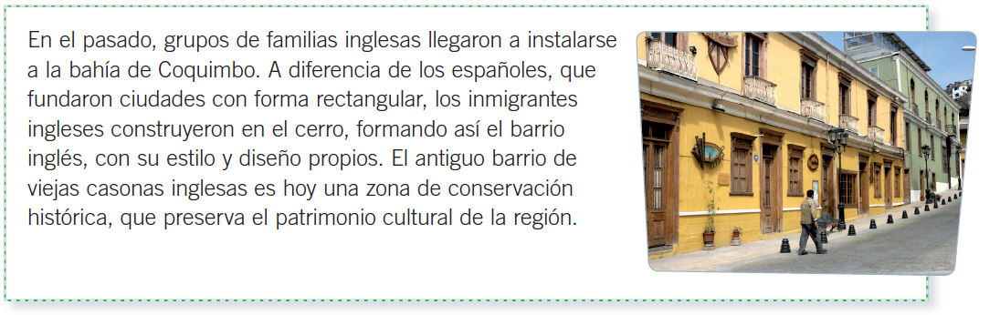 En el pasado, grupos de familias inglesas llegaron a instalarse
a la bahía de Coquimbo. A diferencia de los españoles, que
fundaron ciudades con forma rectangular, los inmigrantes
ingleses construyeron en el cerro, formando así el barrio
inglés, con su estilo y diseño propios. El antiguo barrio de
viejas casonas inglesas es hoy una zona de conservación
histórica, que preserva el patrimonio cultural de la región.